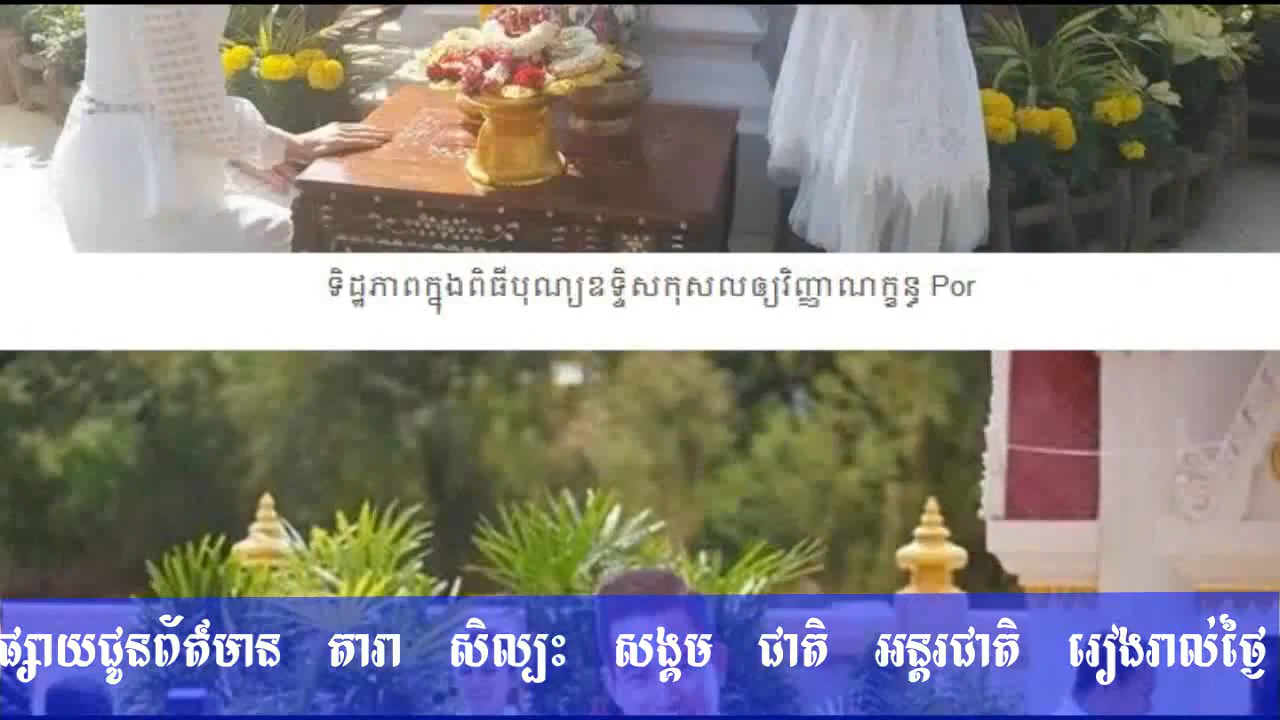 ទិដ្ឋភាពក្នុងពិធីបុណ្យឧទ្ទិសកុសលឲ្យវិញ្ញាណក្ខន្ធ Por
ផ្សាយជូនព័ត៌មាន តារា សិល្បះ សង្គម ជាតិ អន្តរជាតិ រៀងរាល់ថ្ងៃ